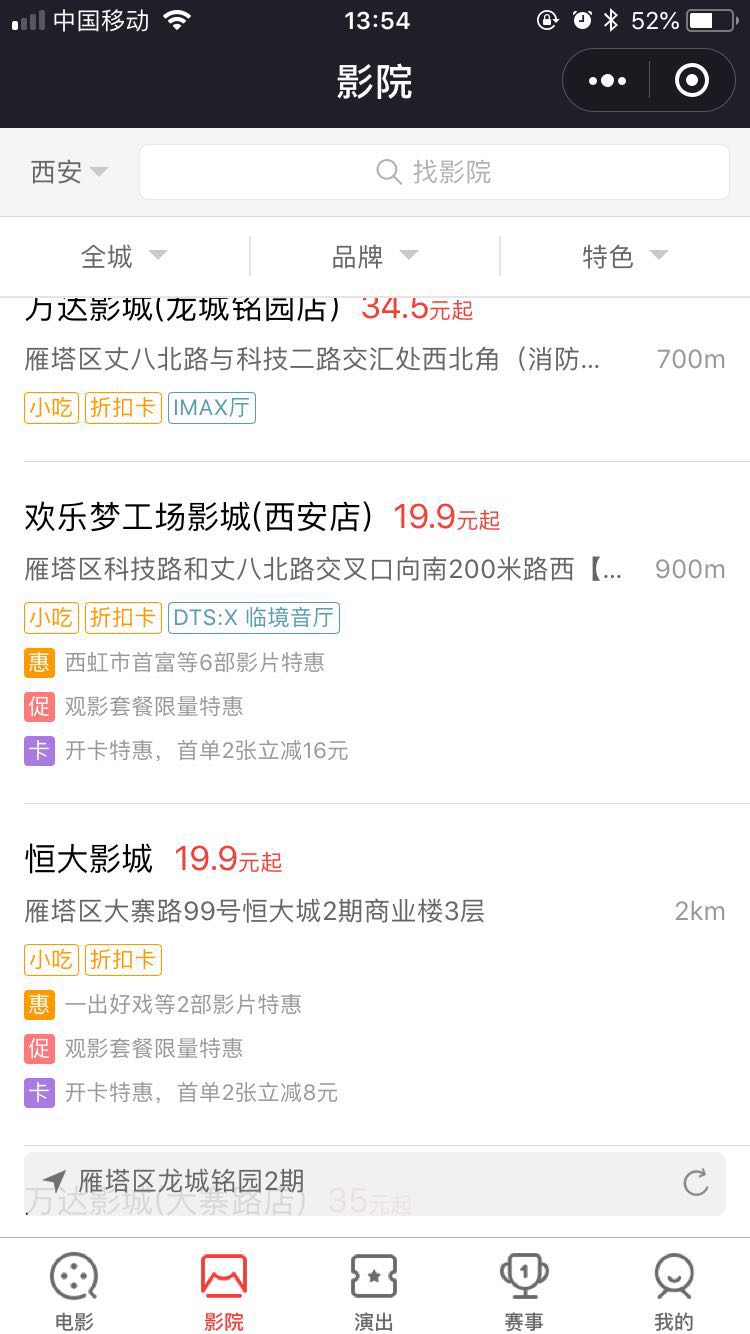 中国移动 13:54 52%
影院
西安 找影院
全城 品牌 特色
万达影城(龙城铭园店) 34.5元起
雁塔区丈八北路与科技二路交汇处西北角（消防... 700m
小吃 折扣卡 IMAX厅
欢乐梦工场影城(西安店) 19.9元起
雁塔区科技路和丈八北路交叉口向南200米路西【... 900m
小吃 折扣卡 DTS:X 临境音厅
惠 西虹市首富等6部影片特惠
促 观影套餐限量特惠
卡 开卡特惠，首单2张立减16元
恒大影城 19.9元起
雁塔区大寨路99号恒大城2期商业楼3层 2km
小吃 折扣卡
惠 一出好戏等2部影片特惠
促 观影套餐限量特惠
卡 开卡特惠，首单2张立减8元
雁塔区龙城铭园2期
万达影城(大寨路店) 35元起
电影 影院 演出 赛事 我的